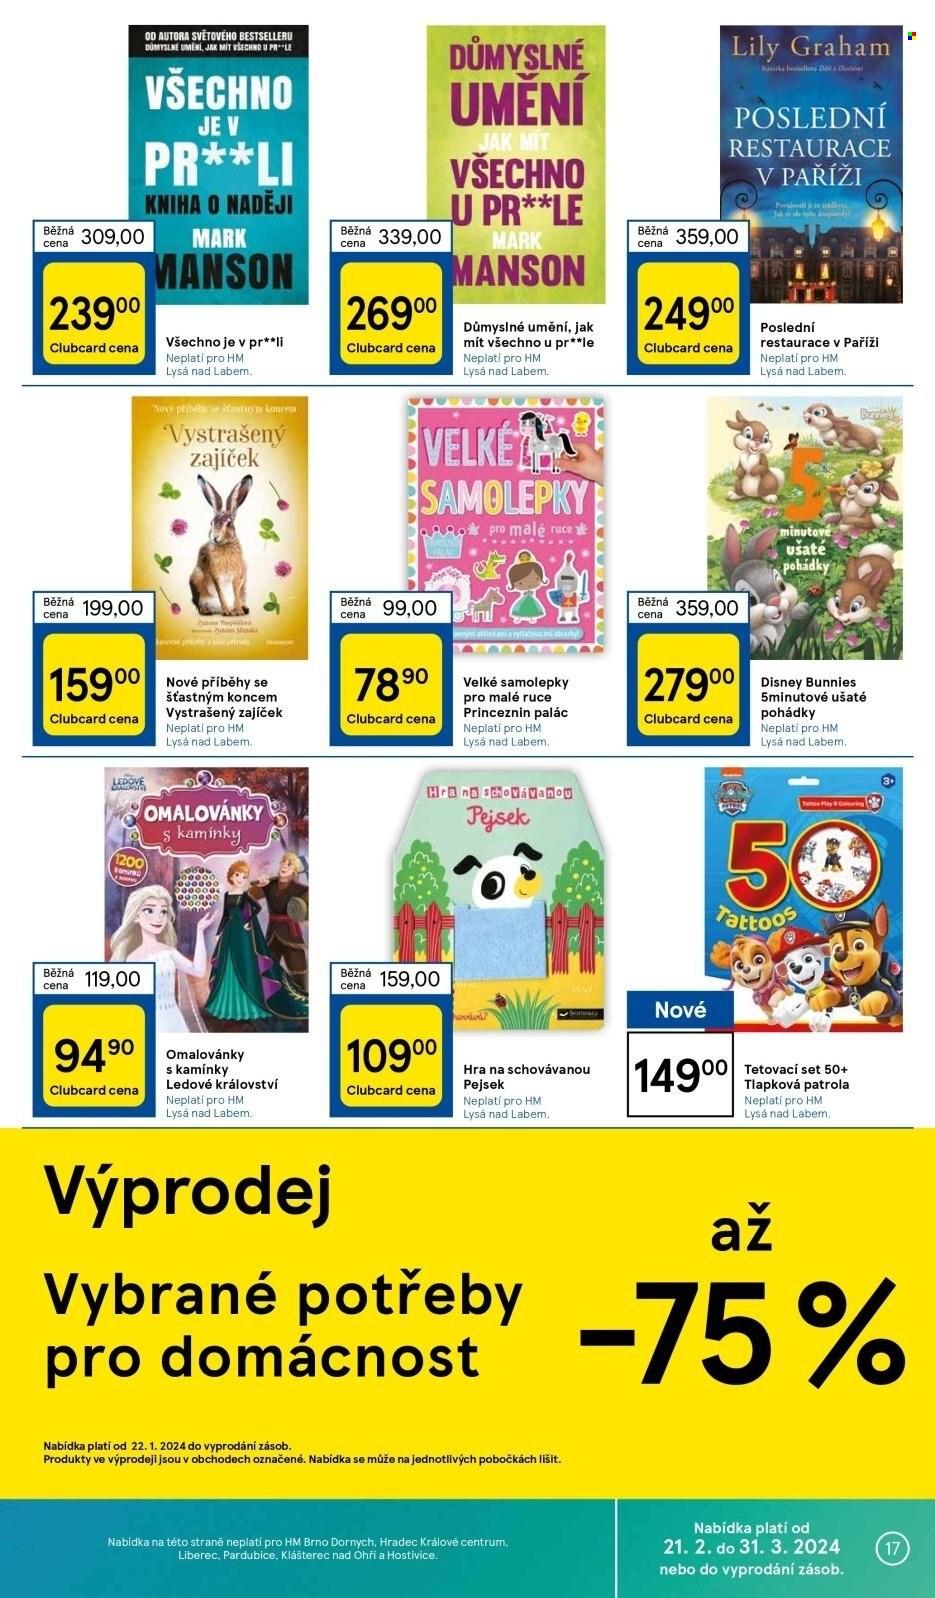 OD AUTORA SVĚTOVÉHO BESTSELLERU
DŮMYSLNÉ UMĚNÍ, JAK MÍT VŠECHNO U PR**LE
VŠECHNO
JE V
PR**LI
KNIHA O NADĚJI
MARK
MANSON
Běžná cena 309,00
239 00
Clubcard cena
Všechno je v pr**li
Neplatí pro HM
Lysá nad Labem.
DŮMYSLNÉ
UMĚNÍ
JAK MÍT
VŠECHNO
U PR**LE
MARK
MANSON
Běžná cena 339,00
269 00
Clubcard cena
Důmyslné umění, jak
mít všechno u pr**le
Neplatí pro HM
Lysá nad Labem.
Lily Graham
POSLEDNÍ
RESTAURACE
V PAŘÍŽI
Běžná cena 359,00
249 00
Clubcard cena
Poslední
restaurace v Paříži
Neplatí pro HM
Lysá nad Labem.
Nové příběhy se šťastným koncem
Vystrašený
zajíček
Běžná cena 199,00
159 00
Clubcard cena
Nové příběhy se
šťastným koncem
Vystrašený zajíček
Neplatí pro HM
Lysá nad Labem.
VELKÉ
SAMOLEPKY
pro malé ruce
Běžná cena 99,00
78 90
Clubcard cena
Velké samolepky
pro malé ruce
Princeznin palác
Neplatí pro HM
Lysá nad Labem.
Bunnies
5
minutové
ušaté
pohádky
Běžná cena 359,00
279 00
Clubcard cena
Disney Bunnies
5minutové ušaté
pohádky
Neplatí pro HM
Lysá nad Labem.
LEDOVÉ
KRÁLOVSTVÍ
OMALOVÁNKY
s kamínky
1200
kamínků
Běžná cena 119,00
94 90
Clubcard cena
Omalovánky
s kamínky
Ledové království
Neplatí pro HM
Lysá nad Labem.
Hra na schovávanou
Pejsek
Běžná cena 159,00
109 00
Clubcard cena
Hra na schovávanou
Pejsek
Neplatí pro HM
Lysá nad Labem.
3+
Tattoo Play & Colouring
50
Tattoos
Nové
149 00
Tetovací set 50+
Tlapková patrola
Neplatí pro HM
Lysá nad Labem.
Výprodej
Vybrané potřeby
pro domácnost
až
-75 %
Nabídka platí od 22. 1. 2024 do vyprodání zásob.
Produkty ve výprodeji jsou v obchodech označené. Nabídka se může na jednotlivých pobočkách lišit.
Nabídka na této straně neplatí pro HM Brno Dornych, Hradec Králové centrum,
Liberec, Pardubice, Klášterec nad Ohří a Hostivice.
Nabídka platí od
21. 2. do 31. 3. 2024
nebo do vyprodání zásob.
17